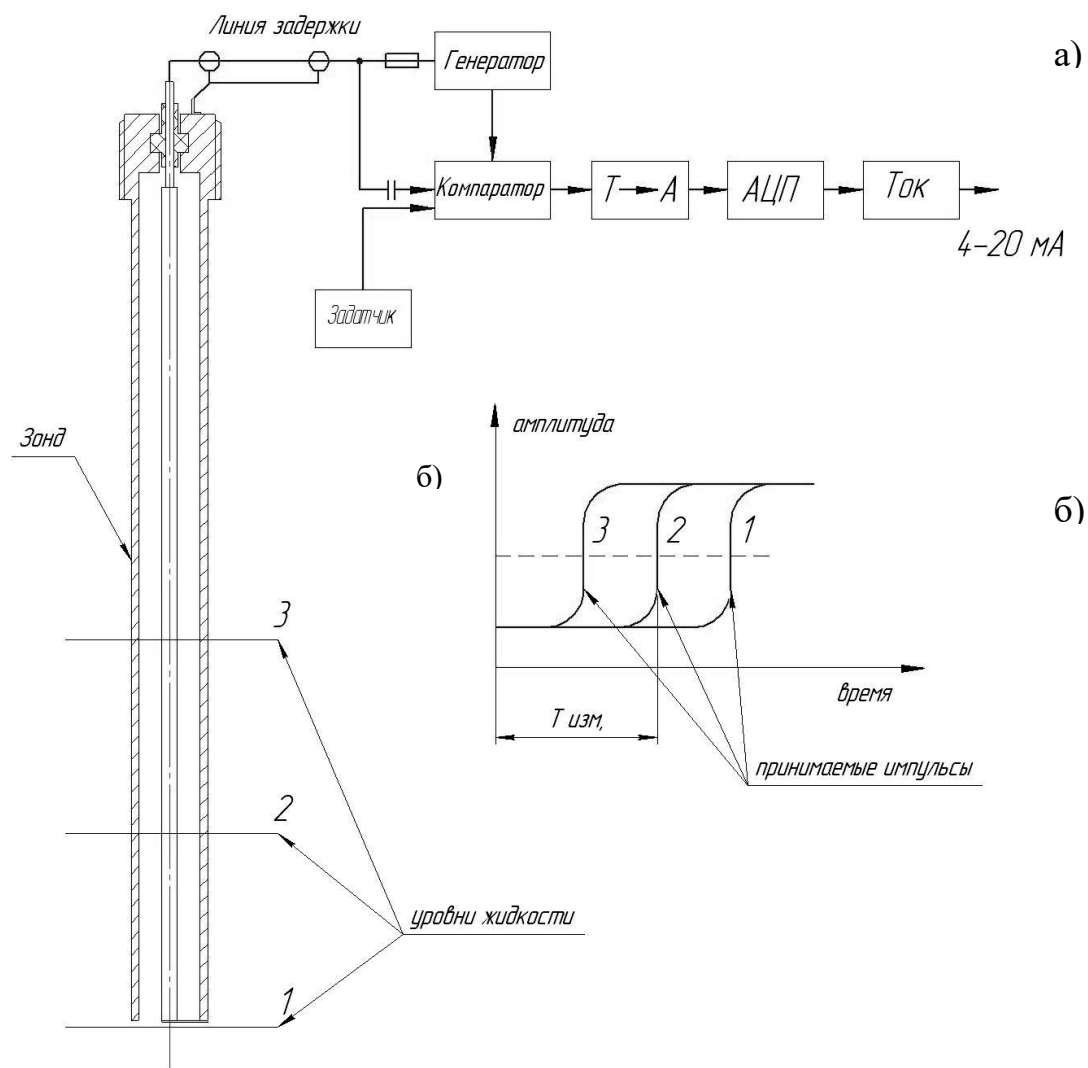 Линия задержки
Генератор
а)
Компаратор
Т
А
АЦП
Ток
4-20 мА
Задатчик
Зонд
амплитуда
б)
б)
3
2
1
время
Т изм,
принимаемые импульсы
3
2
уровни жидкости
1